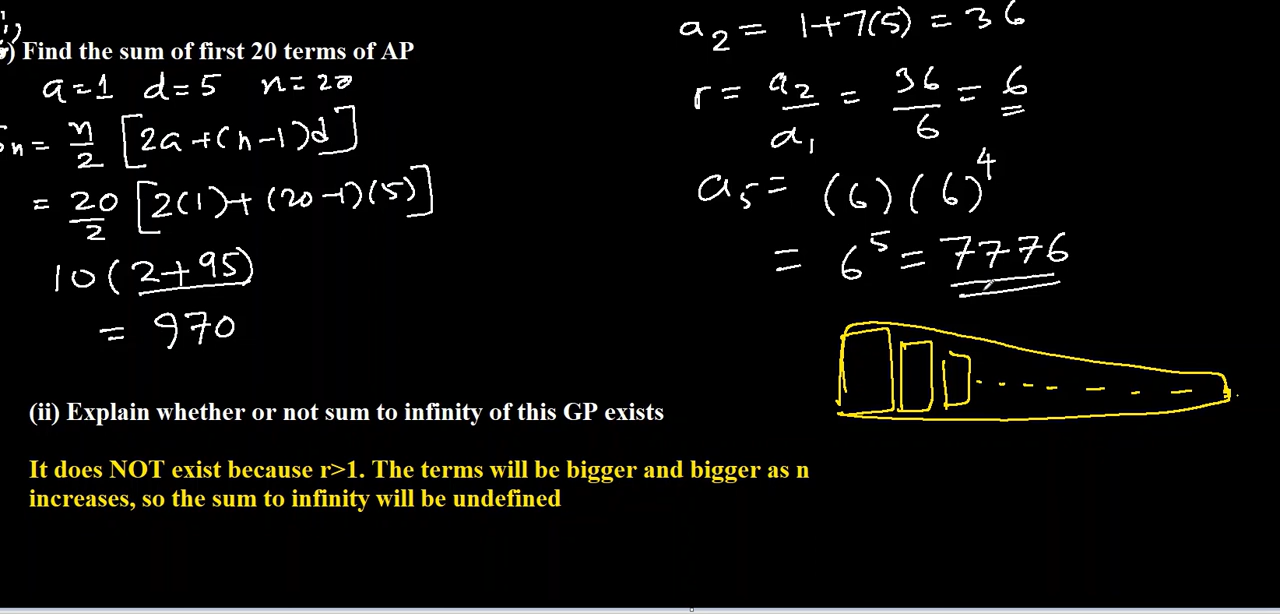 ) Find the sum of first 20 terms of AP
a=1 d=5 n=20
Sn = n/2 [2a+(n-1)d]
= 20/2 [2(1)+(20-1)(5)]
10(2+95)
= 970
a2 = 1+7(5) = 36
r = a2/a1 = 36/6 = 6
a5 = (6)(6)^4
= 6^5 = 7776
(ii) Explain whether or not sum to infinity of this GP exists
It does NOT exist because r>1. The terms will be bigger and bigger as n
increases, so the sum to infinity will be undefined